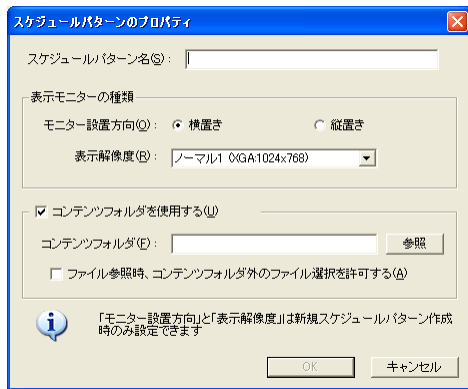 スケジュールパターンのプロパティ
スケジュールパターン名(S):
表示モニターの種類
モニター設置方向(O): 横置き 縦置き
表示解像度(R): ノーマル1 (XGA:1024x768)
コンテンツフォルダを使用する(U)
コンテンツフォルダ(F): 参照
ファイル参照時、コンテンツフォルダ外のファイル選択を許可する(A)
「モニター設置方向」と「表示解像度」は新規スケジュールパターン作成
時のみ設定できます
OK キャンセル